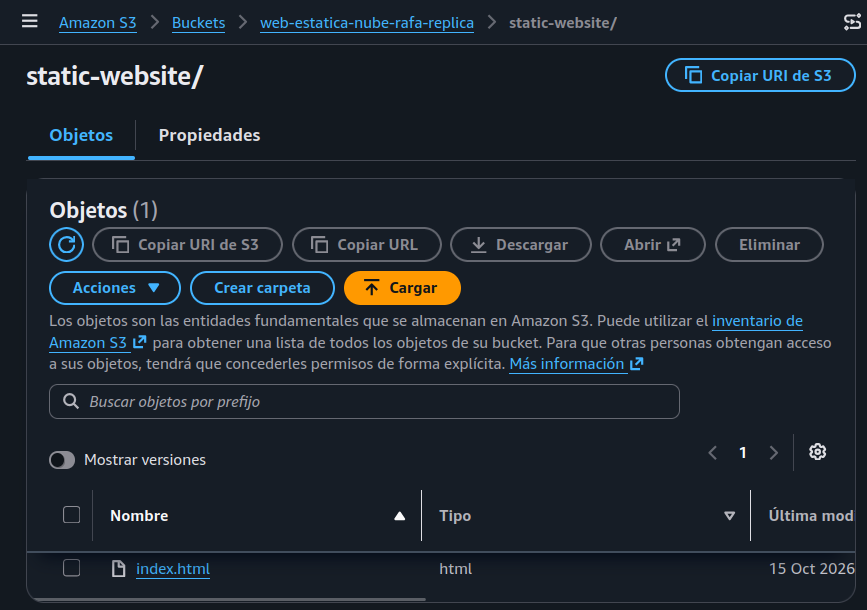 Amazon S3 > Buckets > web-estatica-nube-rafa-replica > static-website/
static-website/
Copiar URI de S3
Objetos Propiedades
Objetos (1)
Copiar URI de S3 Copiar URL Descargar Abrir Eliminar
Acciones Crear carpeta Cargar
Los objetos son las entidades fundamentales que se almacenan en Amazon S3. Puede utilizar el inventario de
Amazon S3 para obtener una lista de todos los objetos de su bucket. Para que otras personas obtengan acceso
a sus objetos, tendrá que concederles permisos de forma explícita. Más información
Buscar objetos por prefijo
Mostrar versiones
1
Nombre Tipo Última mod
index.html html 15 Oct 2026